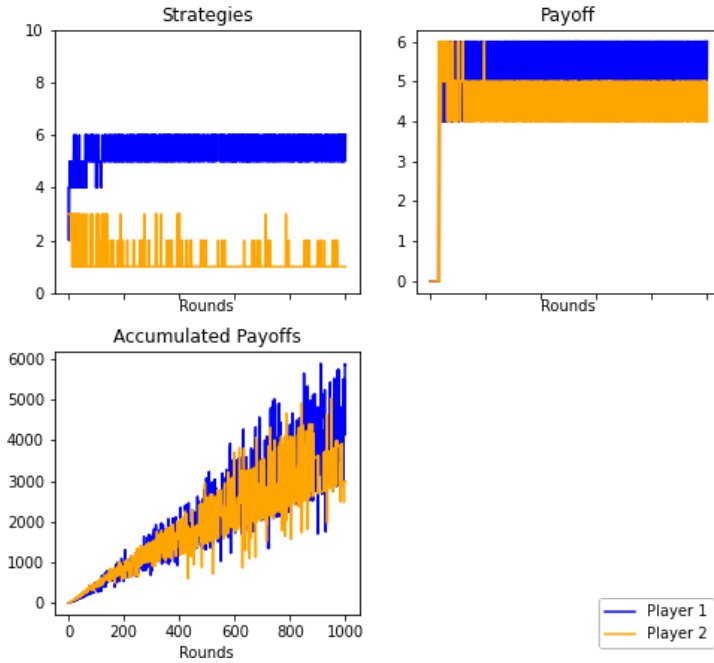 Strategies
10
8
6
4
2
0
Rounds
Payoff
6
5
4
3
2
1
0
Rounds
Accumulated Payoffs
6000
5000
4000
3000
2000
1000
0
0 200 400 600 800 1000
Rounds
Player 1
Player 2